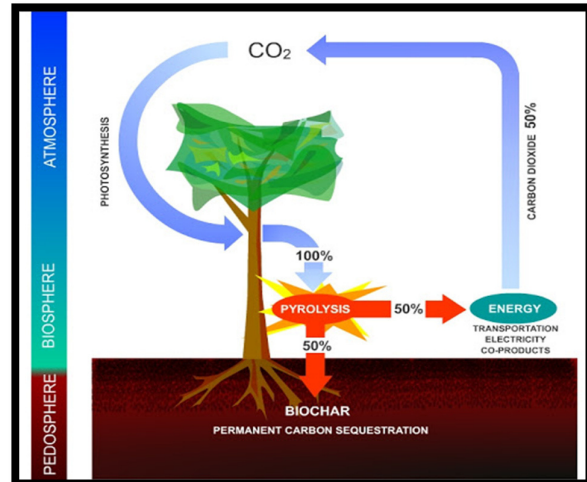 ATMOSPHERE
BIOSPHERE
PEDOSPHERE
CO₂
PHOTOSYNTHESIS
CARBON DIOXIDE 50%
100%
PYROLYSIS
50%
ENERGY
TRANSPORTATION
ELECTRICITY
CO-PRODUCTS
50%
BIOCHAR
PERMANENT CARBON SEQUESTRATION